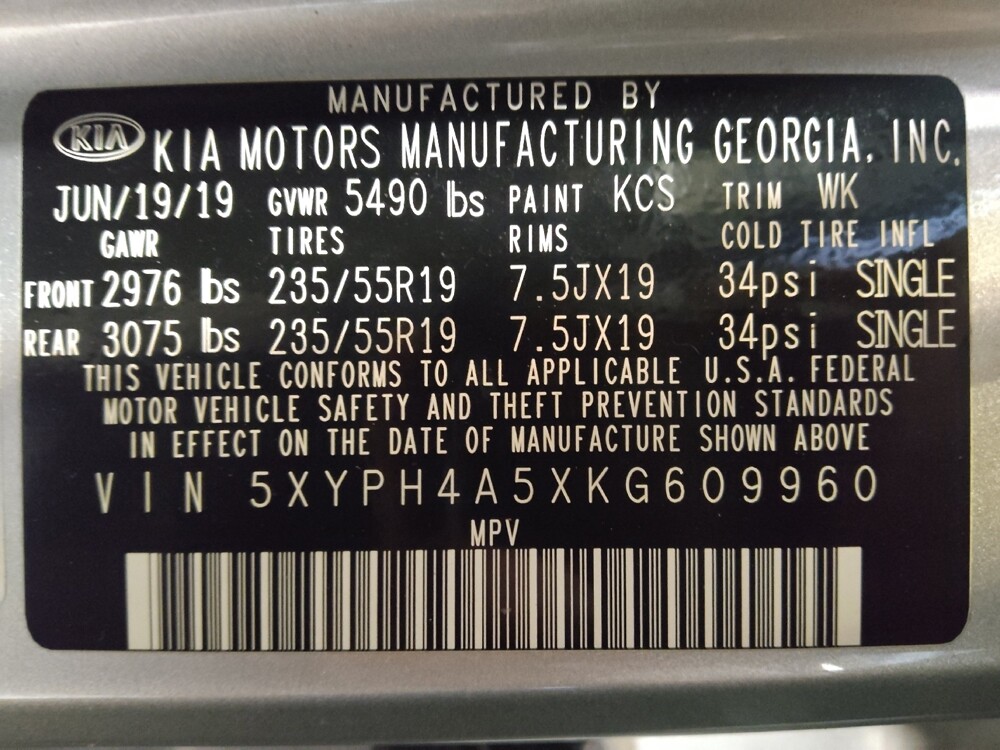 MANUFACTURED BY
KIA KIA MOTORS MANUFACTURING GEORGIA, INC.
JUN/19/19 GVWR 5490 lbs PAINT KCS TRIM WK
GAWR TIRES RIMS COLD TIRE INFL
FRONT 2976 lbs 235/55R19 7.5JX19 34psi SINGLE
REAR 3075 lbs 235/55R19 7.5JX19 34psi SINGLE
THIS VEHICLE CONFORMS TO ALL APPLICABLE U.S.A. FEDERAL
MOTOR VEHICLE SAFETY AND THEFT PREVENTION STANDARDS
IN EFFECT ON THE DATE OF MANUFACTURE SHOWN ABOVE
VIN 5XYPH4A5XKG609960
MPV